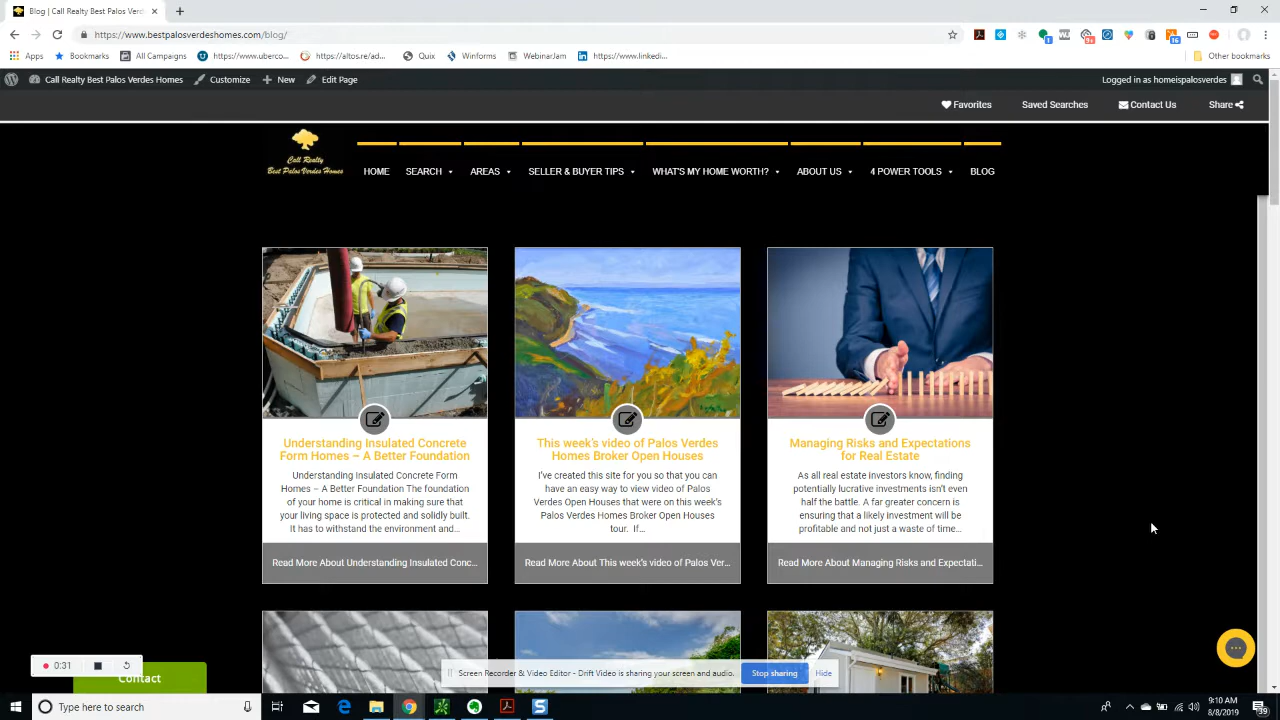 Blog | Call Realty Best Palos Verd
https://www.bestpalosverdeshomes.com/blog/
Apps
Bookmarks
All Campaigns
https://www.uberco...
https://altos.re/ad...
Quix
Winforms
WebinarJam
https://www.linkedi...
Other bookmarks
Call Realty Best Palos Verdes Homes
Customize
New
Edit Page
Logged in as homeispalosverdes
Favorites
Saved Searches
Contact Us
Share
Call Realty
Best Palos Verdes Homes
HOME
SEARCH
AREAS
SELLER & BUYER TIPS
WHAT'S MY HOME WORTH?
ABOUT US
4 POWER TOOLS
BLOG
Understanding Insulated Concrete
Form Homes – A Better Foundation
Understanding Insulated Concrete Form
Homes – A Better Foundation The foundation
of your home is critical in making sure that
your living space is protected and solidly built.
It has to withstand the environment and...
Read More About Understanding Insulated Conc...
This week's video of Palos Verdes
Homes Broker Open Houses
I've created this site for you so that you can
have an easy way to view video of Palos
Verdes Open Houses that were on this week's
Palos Verdes Homes Broker Open Houses
tour. If...
Read More About This week's video of Palos Ver...
Managing Risks and Expectations
for Real Estate
As all real estate investors know, finding
potentially lucrative investments isn't even
half the battle. A far greater concern is
ensuring that a likely investment will be
profitable and not just a waste of time...
Read More About Managing Risks and Expectati...
0:31
Contact
Screen Recorder & Video Editor - Drift Video is sharing your screen and audio.
Stop sharing
Hide
Type here to search
9:10 AM
8/8/2019
39